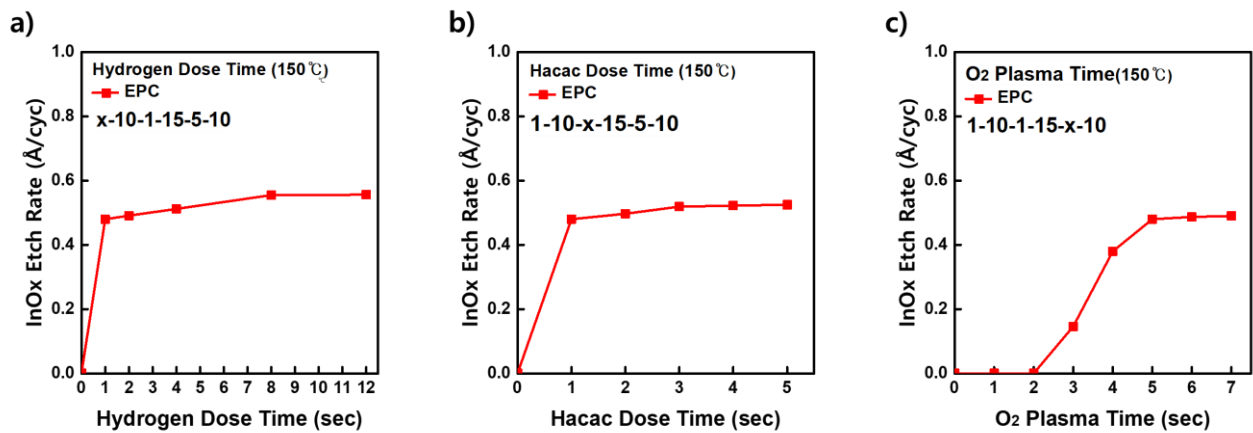 a)
1.0
0.8
0.6
0.4
0.2
0.0
InOx Etch Rate (Å/cyc)
Hydrogen Dose Time (150℃)
EPC
x-10-1-15-5-10
0 1 2 3 4 5 6 7 8 9 10 11 12
Hydrogen Dose Time (sec)
b)
1.0
0.8
0.6
0.4
0.2
0.0
InOx Etch Rate (Å/cyc)
Hacac Dose Time (150℃)
EPC
1-10-x-15-5-10
0 1 2 3 4 5
Hacac Dose Time (sec)
c)
1.0
0.8
0.6
0.4
0.2
0.0
InOx Etch Rate (Å/cyc)
O2 Plasma Time(150℃)
EPC
1-10-1-15-x-10
0 1 2 3 4 5 6 7
O2 Plasma Time (sec)